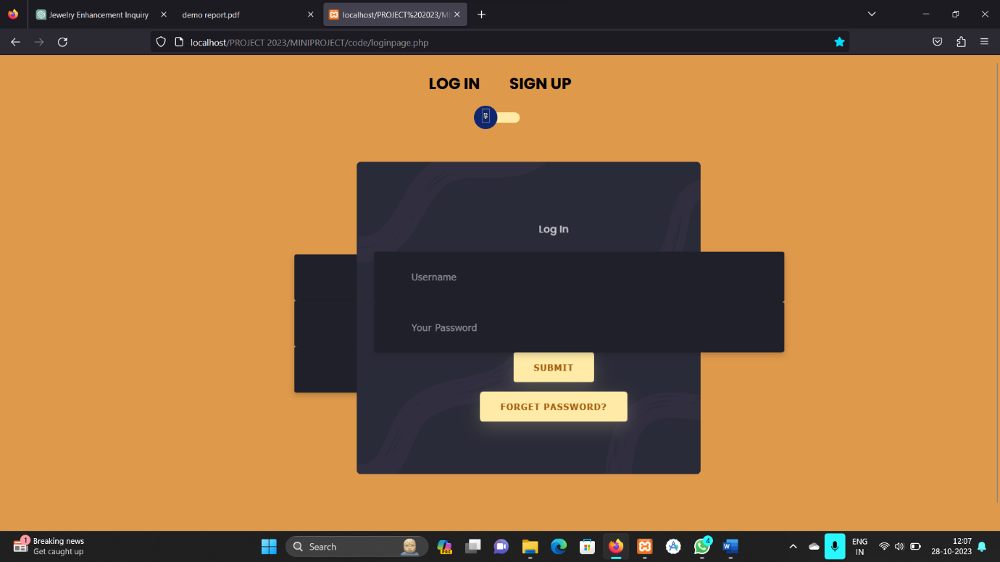 Jewelry Enhancement Inquiry
demo report.pdf
localhost/PROJECT%202023/MI
localhost/PROJECT 2023/MINIPROJECT/code/loginpage.php
LOG IN SIGN UP
Log In
Username
Your Password
SUBMIT
FORGET PASSWORD?
1
Breaking news
Get caught up
Search
PRE
4
ENG
IN
12:07
28-10-2023